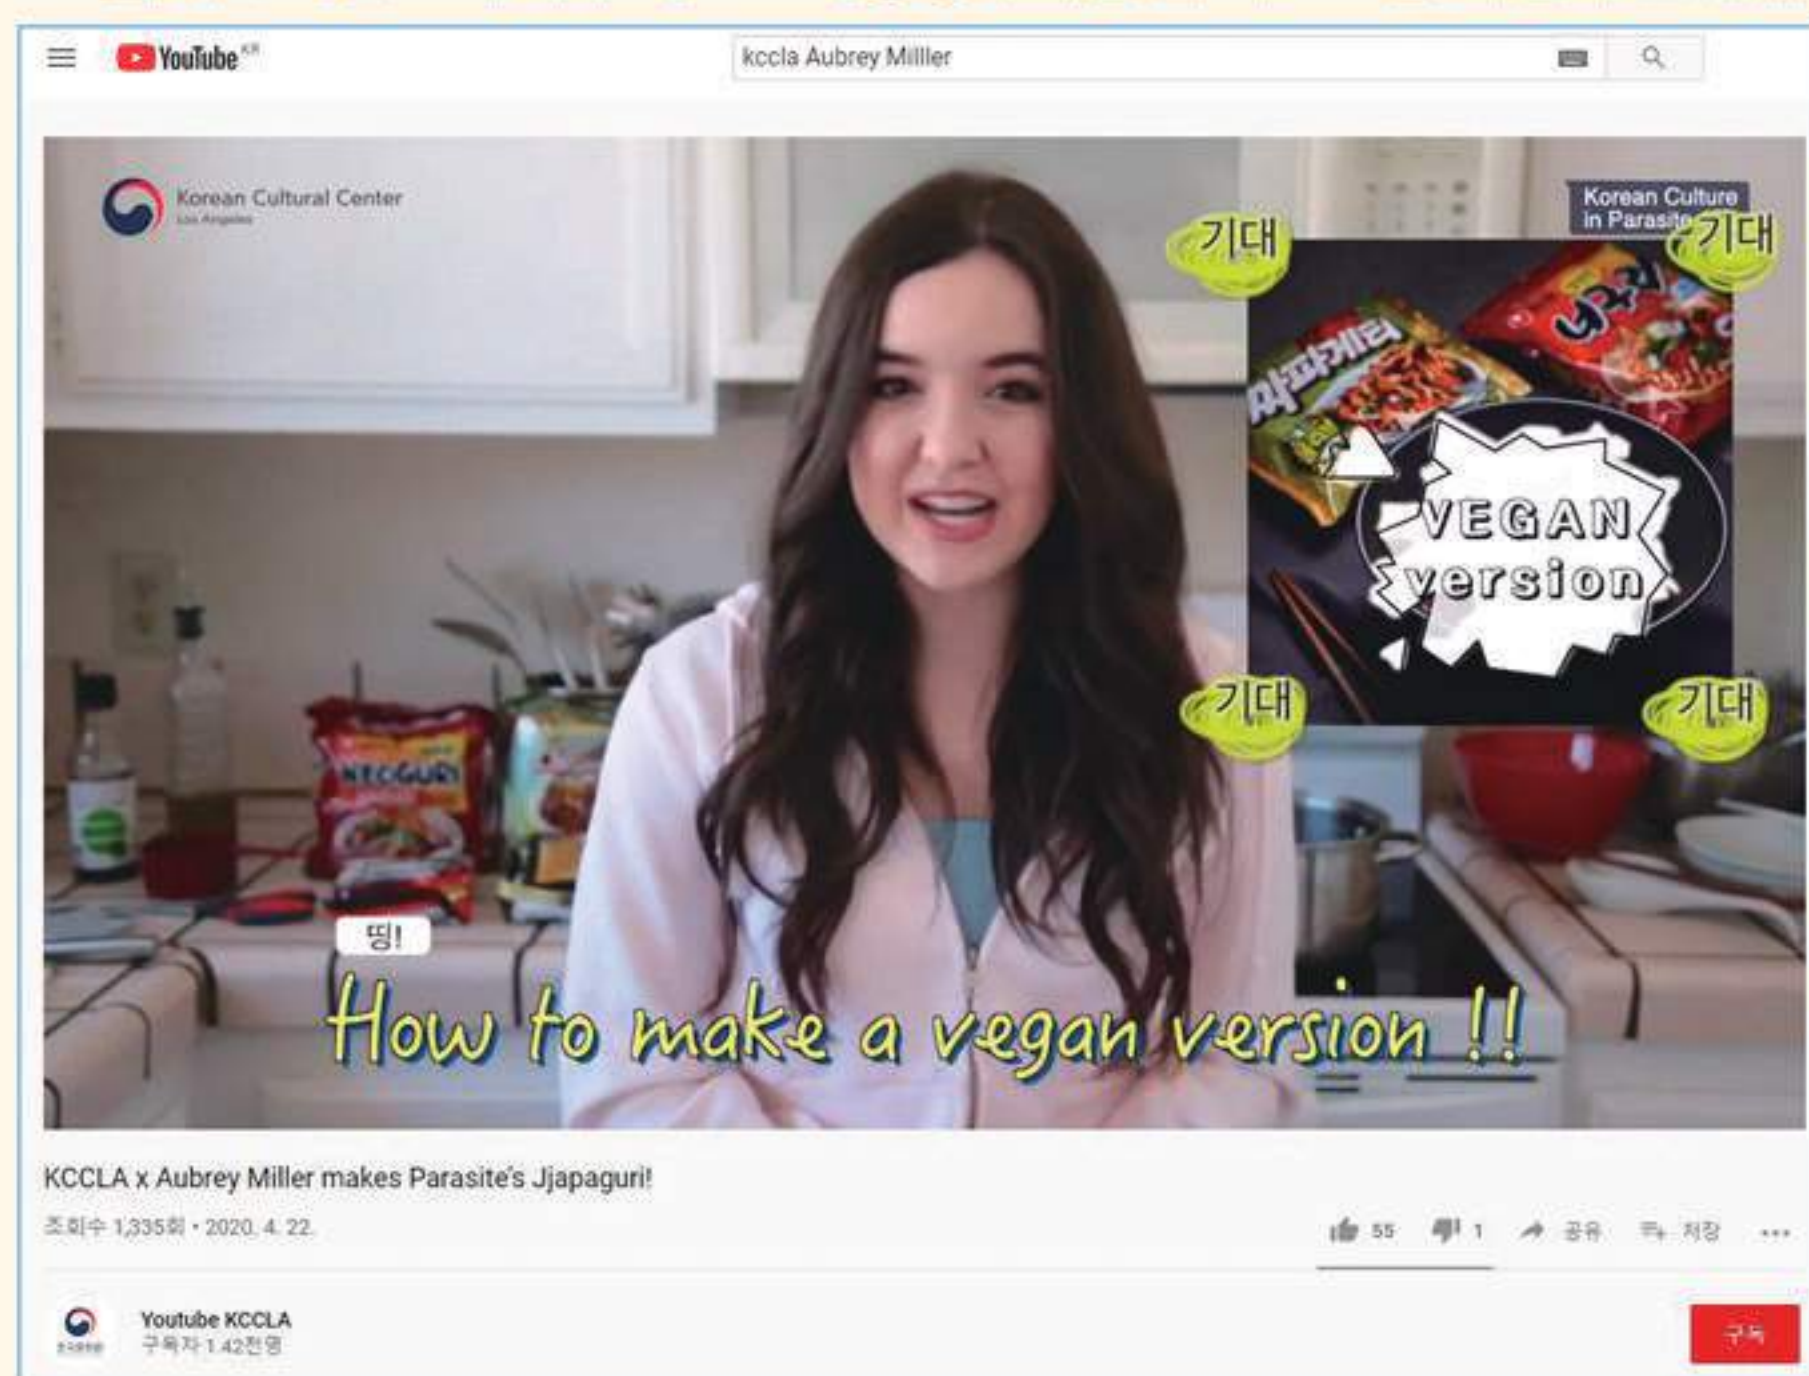 YouTube KR
kccla Aubrey Milller
Korean Cultural Center
Los Angeles
Korean Culture
in Parasite
기대
기대
짜파게티
너구리
VEGAN
version
기대
기대
NEOGURI
띵!
How to make a vegan version !!
KCCLA x Aubrey Miller makes Parasite's Jjapaguri!
조회수 1,335회 • 2020. 4. 22.
55
1
공유
저장
Youtube KCCLA
구독자 1.42천명
구독